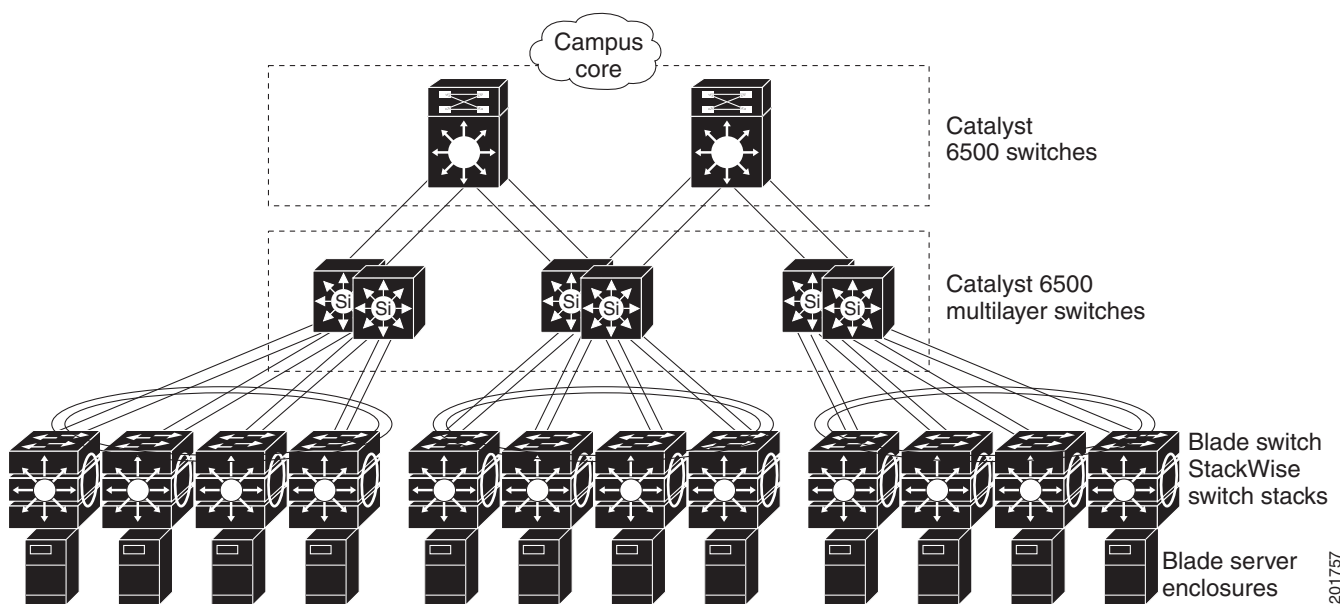 Campus
core
Catalyst
6500 switches
Si
Si
Si
Si
Si
Si
Catalyst 6500
multilayer switches
Blade switch
StackWise
switch stacks
Blade server
enclosures
201757